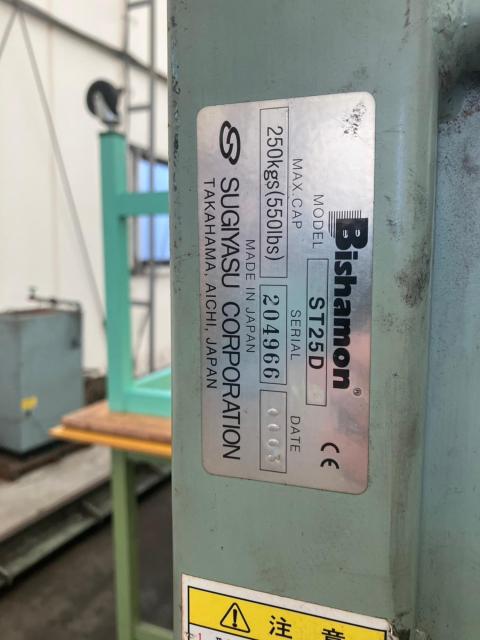 Bishamon®
MODEL ST25D CE
MAX.CAP SERIAL DATE
250kgs(550lbs) 204966 0003
MADE IN JAPAN
SUGIYASU CORPORATION
TAKAHAMA, AICHI, JAPAN
注意